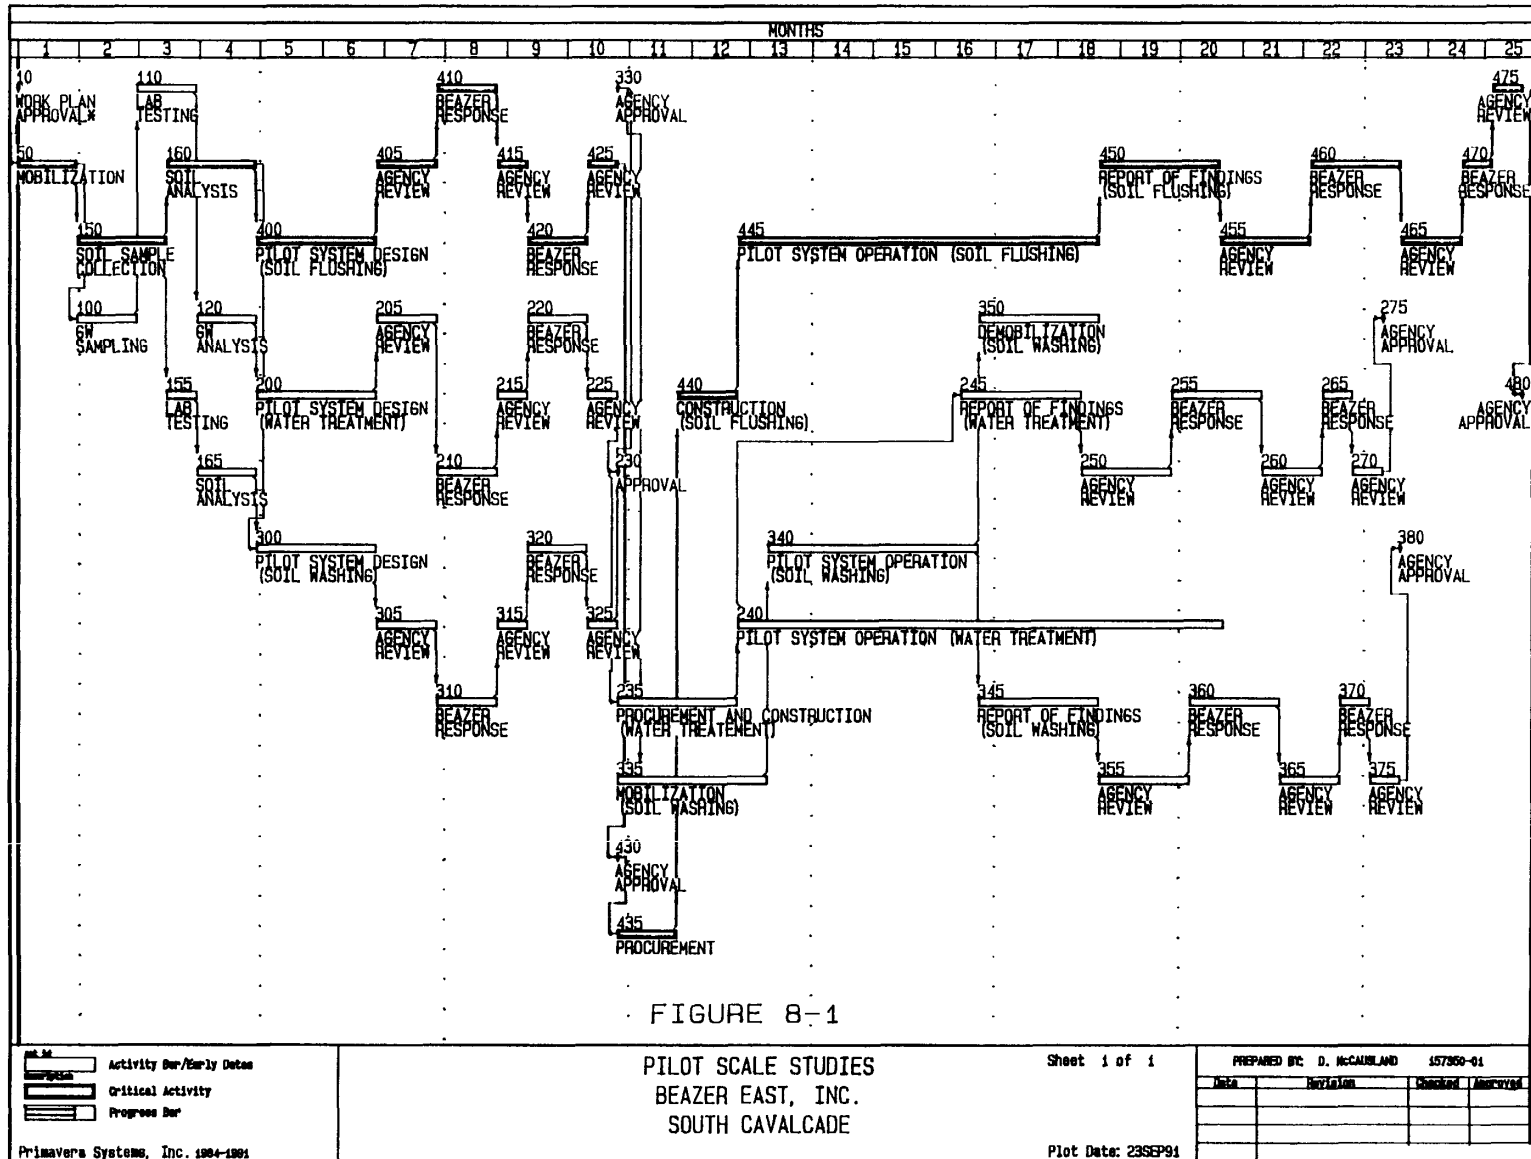 MONTHS
1 2 3 4 5 6 7 8 9 10 11 12 13 14 15 16 17 18 19 20 21 22 23 24 25
10
WORK PLAN
APPROVAL*
110
LAB
TESTING
410
BEAZER
RESPONSE
330
AGENCY
APPROVAL
475
AGENCY
REVIEW
50
MOBILIZATION
160
SOIL
ANALYSIS
405
AGENCY
REVIEW
415
AGENCY
REVIEW
425
AGENCY
REVIEW
450
REPORT OF FINDINGS
(SOIL FLUSHING)
460
BEAZER
RESPONSE
470
BEAZER
RESPONSE
150
SOIL SAMPLE
COLLECTION
400
PILOT SYSTEM DESIGN
(SOIL FLUSHING)
420
BEAZER
RESPONSE
445
PILOT SYSTEM OPERATION (SOIL FLUSHING)
455
AGENCY
REVIEW
465
AGENCY
REVIEW
100
GW
SAMPLING
120
GW
ANALYSIS
205
AGENCY
REVIEW
220
BEAZER
RESPONSE
350
DEMOBILIZATION
(SOIL WASHING)
275
AGENCY
APPROVAL
155
LAB
TESTING
200
PILOT SYSTEM DESIGN
(WATER TREATMENT)
215
AGENCY
REVIEW
225
AGENCY
REVIEW
440
CONSTRUCTION
(SOIL FLUSHING)
245
REPORT OF FINDINGS
(WATER TREATMENT)
255
BEAZER
RESPONSE
265
BEAZER
RESPONSE
480
AGENCY
APPROVAL
165
SOIL
ANALYSIS
210
BEAZER
RESPONSE
230
APPROVAL
250
AGENCY
REVIEW
260
AGENCY
REVIEW
270
AGENCY
REVIEW
300
PILOT SYSTEM DESIGN
(SOIL WASHING)
320
BEAZER
RESPONSE
340
PILOT SYSTEM OPERATION
(SOIL WASHING)
380
AGENCY
APPROVAL
305
AGENCY
REVIEW
315
AGENCY
REVIEW
325
AGENCY
REVIEW
240
PILOT SYSTEM OPERATION (WATER TREATMENT)
310
BEAZER
RESPONSE
235
PROCUREMENT AND CONSTRUCTION
(WATER TREATEMENT)
345
REPORT OF FINDINGS
(SOIL WASHING)
360
BEAZER
RESPONSE
370
BEAZER
RESPONSE
335
MOBILIZATION
(SOIL WASHING)
355
AGENCY
REVIEW
365
AGENCY
REVIEW
375
AGENCY
REVIEW
430
AGENCY
APPROVAL
435
PROCUREMENT
FIGURE 8-1
Activity Bar/Early Dates
Description
Critical Activity
Progress Bar
Primavera Systems, Inc. 1984-1991
PILOT SCALE STUDIES
BEAZER EAST, INC.
SOUTH CAVALCADE
Sheet 1 of 1
Plot Date: 23SEP91
PREPARED BY: D. McCAUSLAND 157350-01
Date Revision Checked Approved